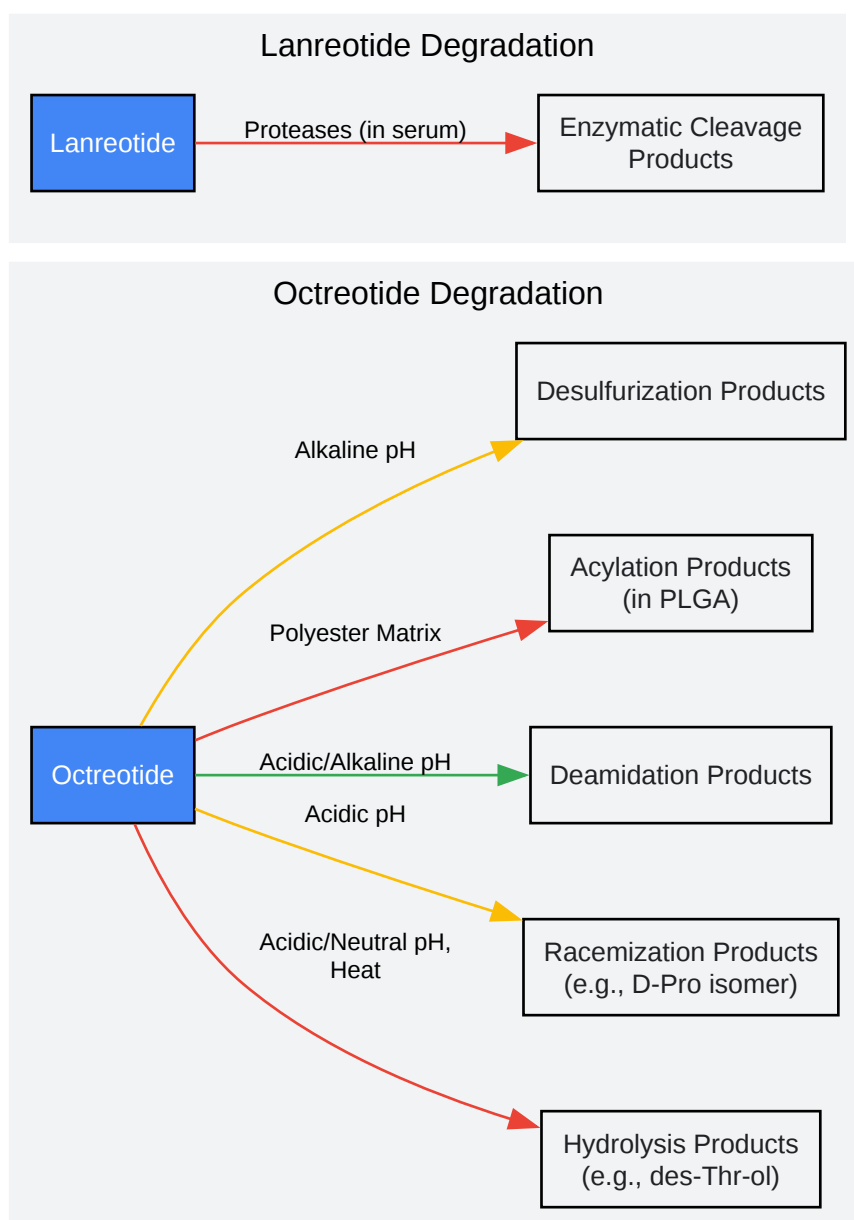 Lanreotide Degradation
Lanreotide
Proteases (in serum)
Enzymatic Cleavage
Products
Octreotide Degradation
Desulfurization Products
Alkaline pH
Acylation Products
(in PLGA)
Polyester Matrix
Octreotide
Acidic/Alkaline pH
Deamidation Products
Acidic pH
Racemization Products
(e.g., D-Pro isomer)
Acidic/Neutral pH,
Heat
Hydrolysis Products
(e.g., des-Thr-ol)